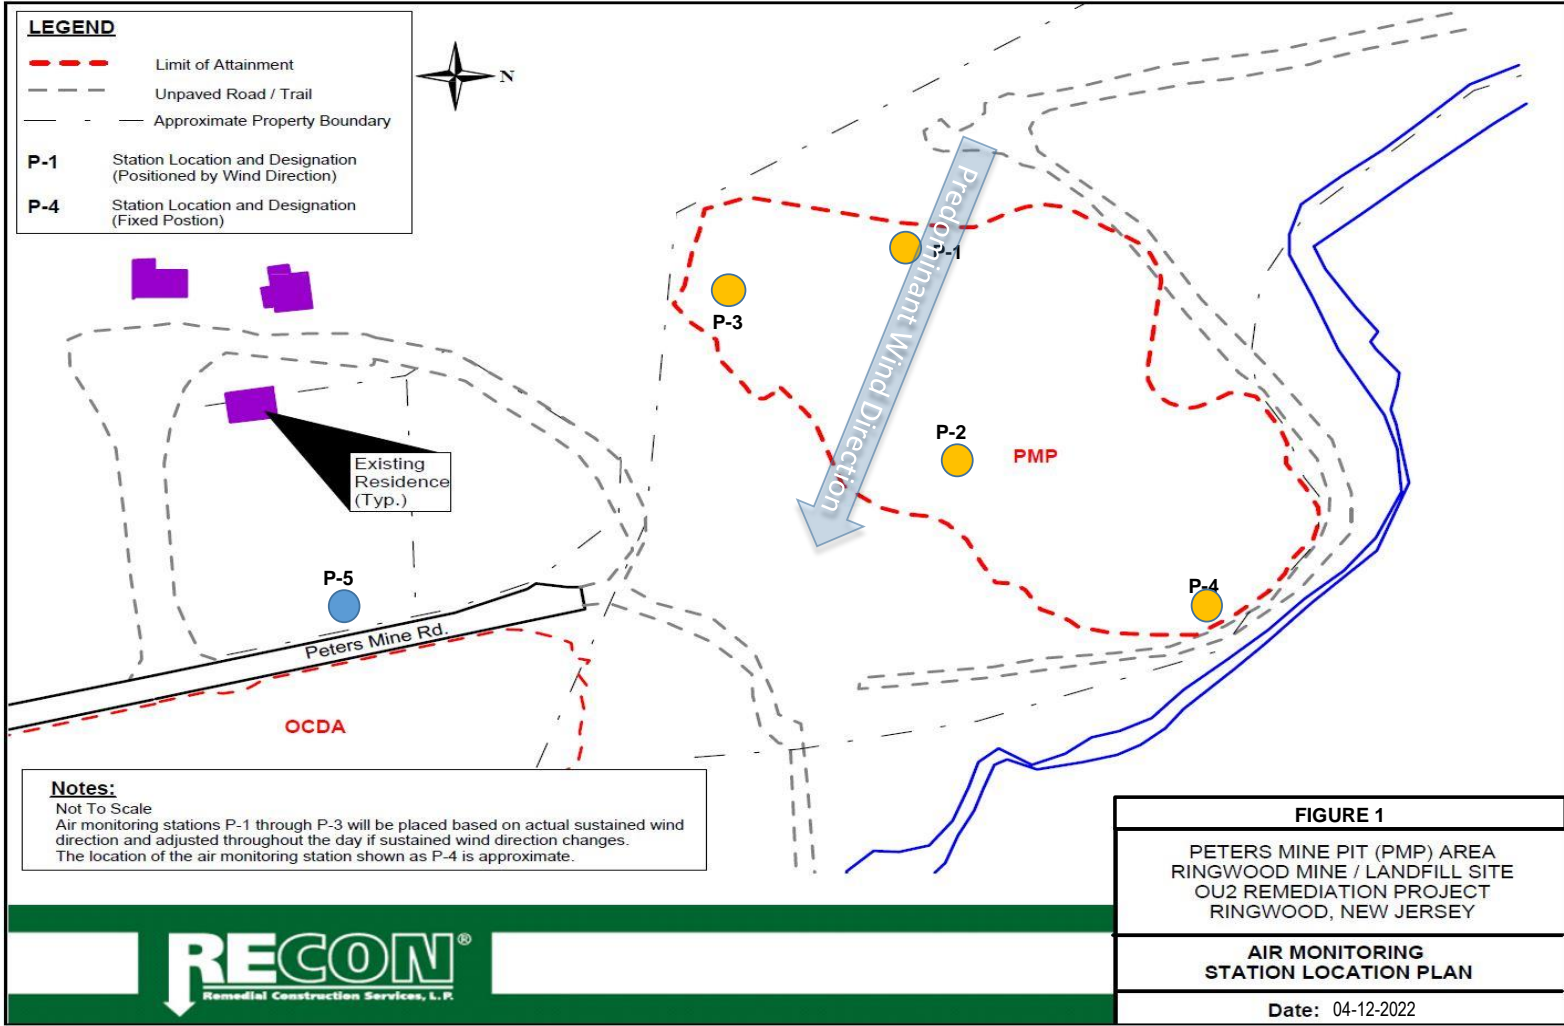 LEGEND
Limit of Attainment
Unpaved Road / Trail
Approximate Property Boundary
P-1 Station Location and Designation
(Positioned by Wind Direction)
P-4 Station Location and Designation
(Fixed Postion)
N
Predominant Wind Direction
P-1
P-3
P-2
PMP
Existing
Residence
(Typ.)
P-5
P-4
Peters Mine Rd.
OCDA
Notes:
Not To Scale
Air monitoring stations P-1 through P-3 will be placed based on actual sustained wind
direction and adjusted throughout the day if sustained wind direction changes.
The location of the air monitoring station shown as P-4 is approximate.
RECON®
Remedial Construction Services, L.P.
FIGURE 1
PETERS MINE PIT (PMP) AREA
RINGWOOD MINE / LANDFILL SITE
OU2 REMEDIATION PROJECT
RINGWOOD, NEW JERSEY
AIR MONITORING
STATION LOCATION PLAN
Date: 04-12-2022